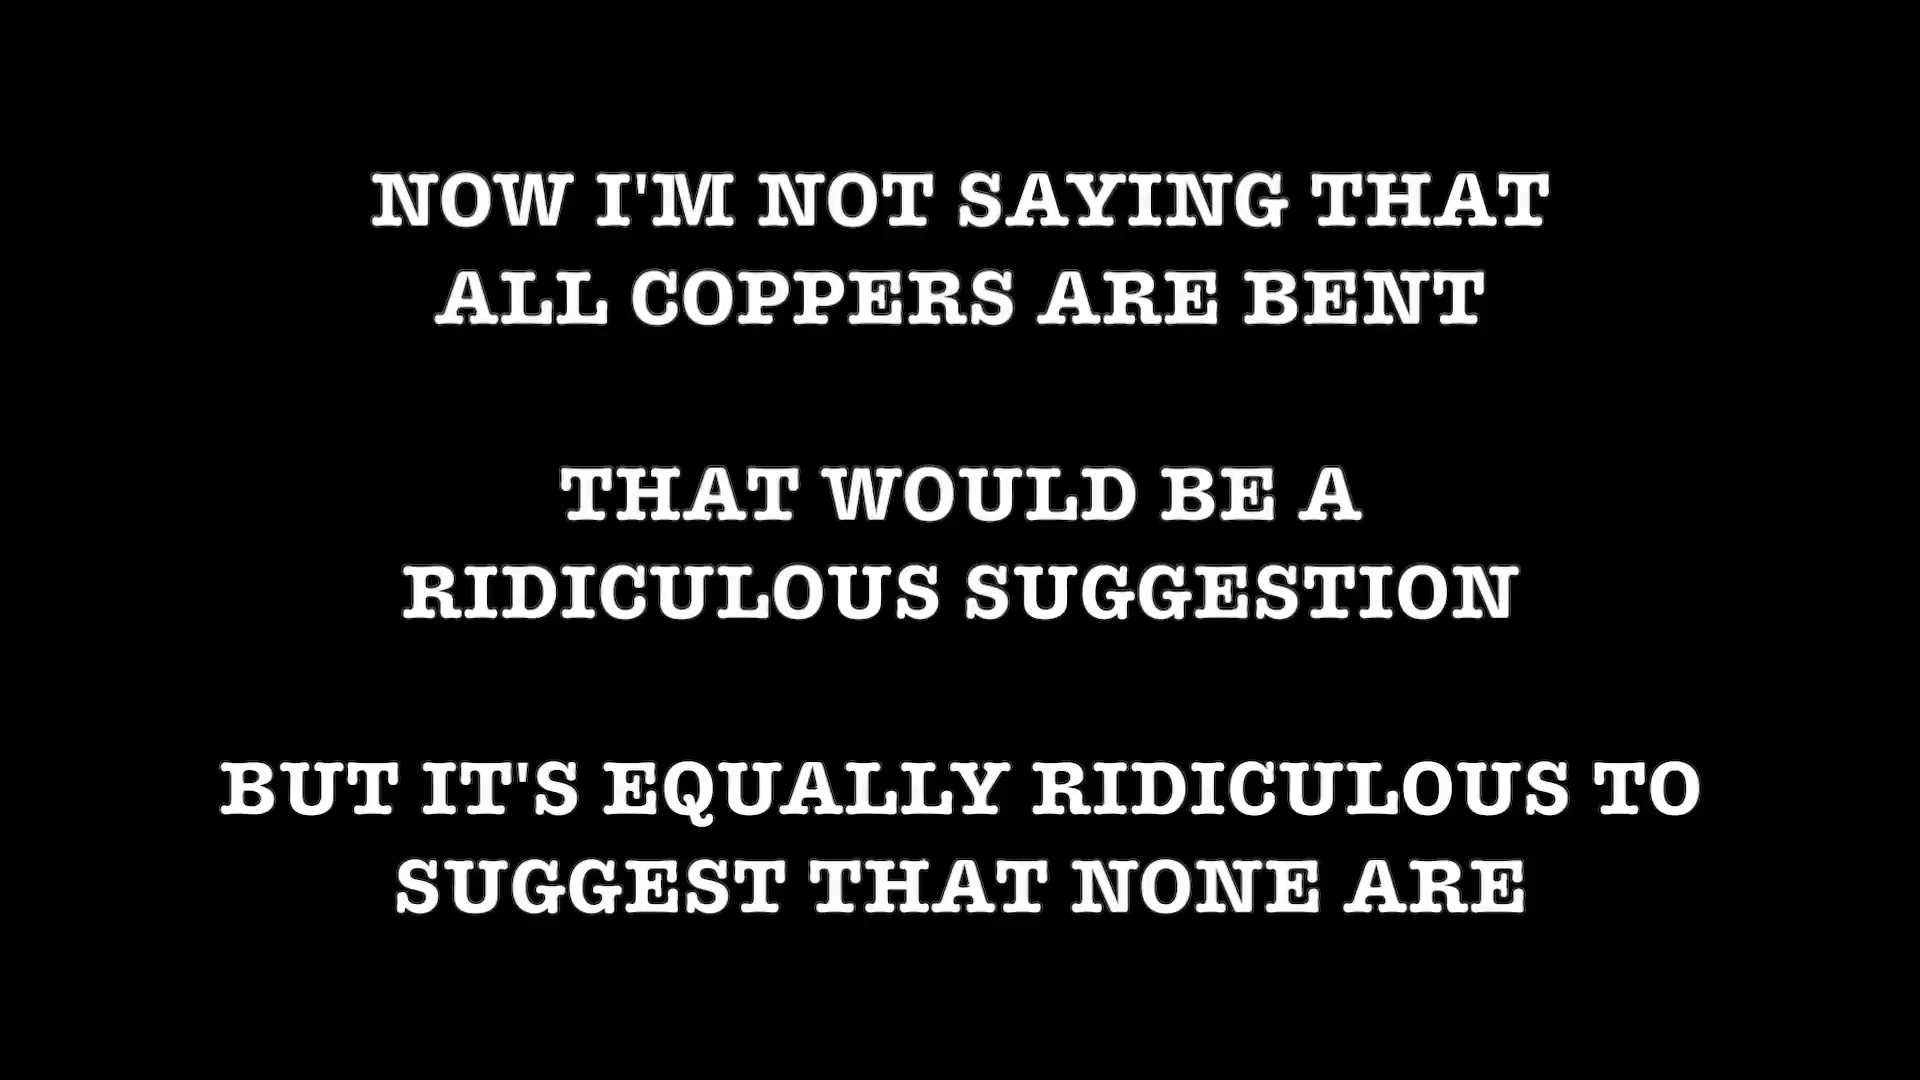 NOW I'M NOT SAYING THAT
ALL COPPERS ARE BENT
THAT WOULD BE A
RIDICULOUS SUGGESTION
BUT IT'S EQUALLY RIDICULOUS TO
SUGGEST THAT NONE ARE